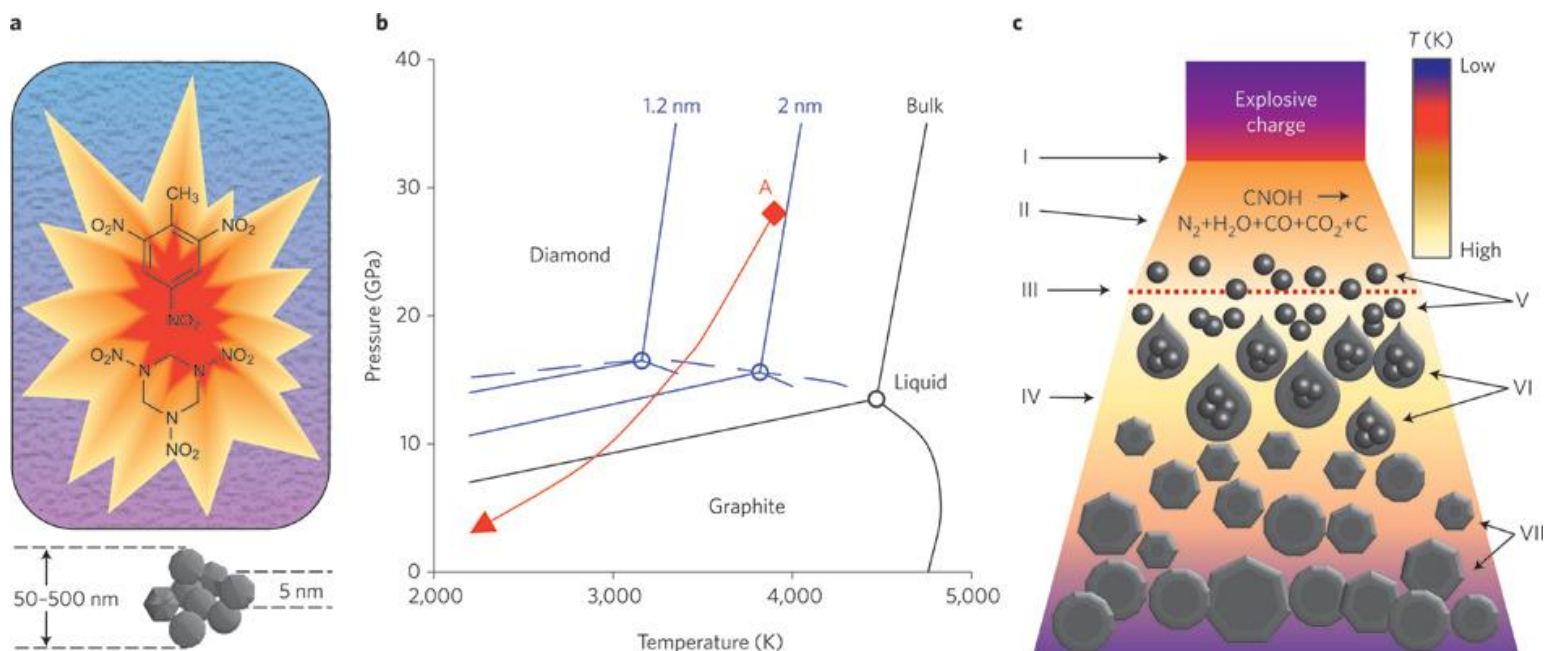 a
CH3
O2N
NO2
NO2
O2N
NO2
N
N
N
NO2
50–500 nm
5 nm
b
40
30
20
10
0
Pressure (GPa)
1.2 nm
2 nm
Bulk
A
Diamond
Liquid
Graphite
2,000
3,000
4,000
5,000
Temperature (K)
c
T (K)
Low
High
Explosive
charge
I
II
CNOH →
N2+H2O+CO+CO2+C
III
V
IV
VI
VII